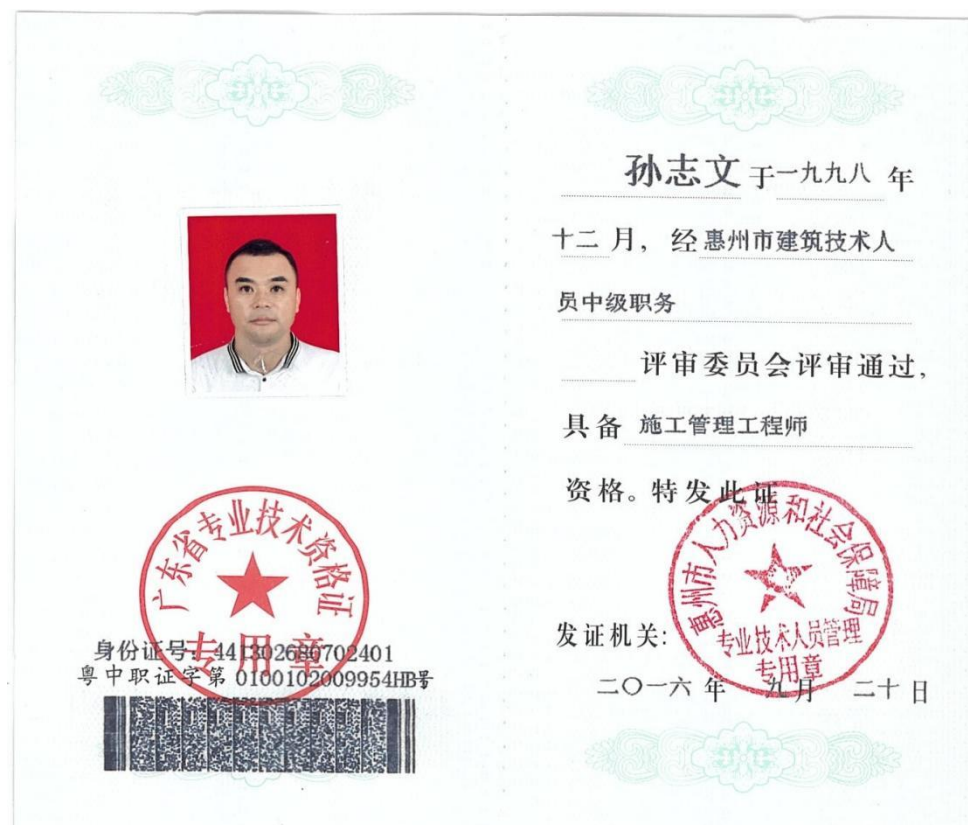 广东省专业技术资格证
专用章
身份证号: 441302680702401
粤中职证字第 0100102009954HB号
孙志文于一九九八 年
十二月，经惠州市建筑技术人
员中级职务
评审委员会评审通过，
具备 施工管理工程师
资格。特发此证
惠州市人力资源和社会保障局
专业技术人员管理
专用章
发证机关:
二〇一六 年 九月 二十 日